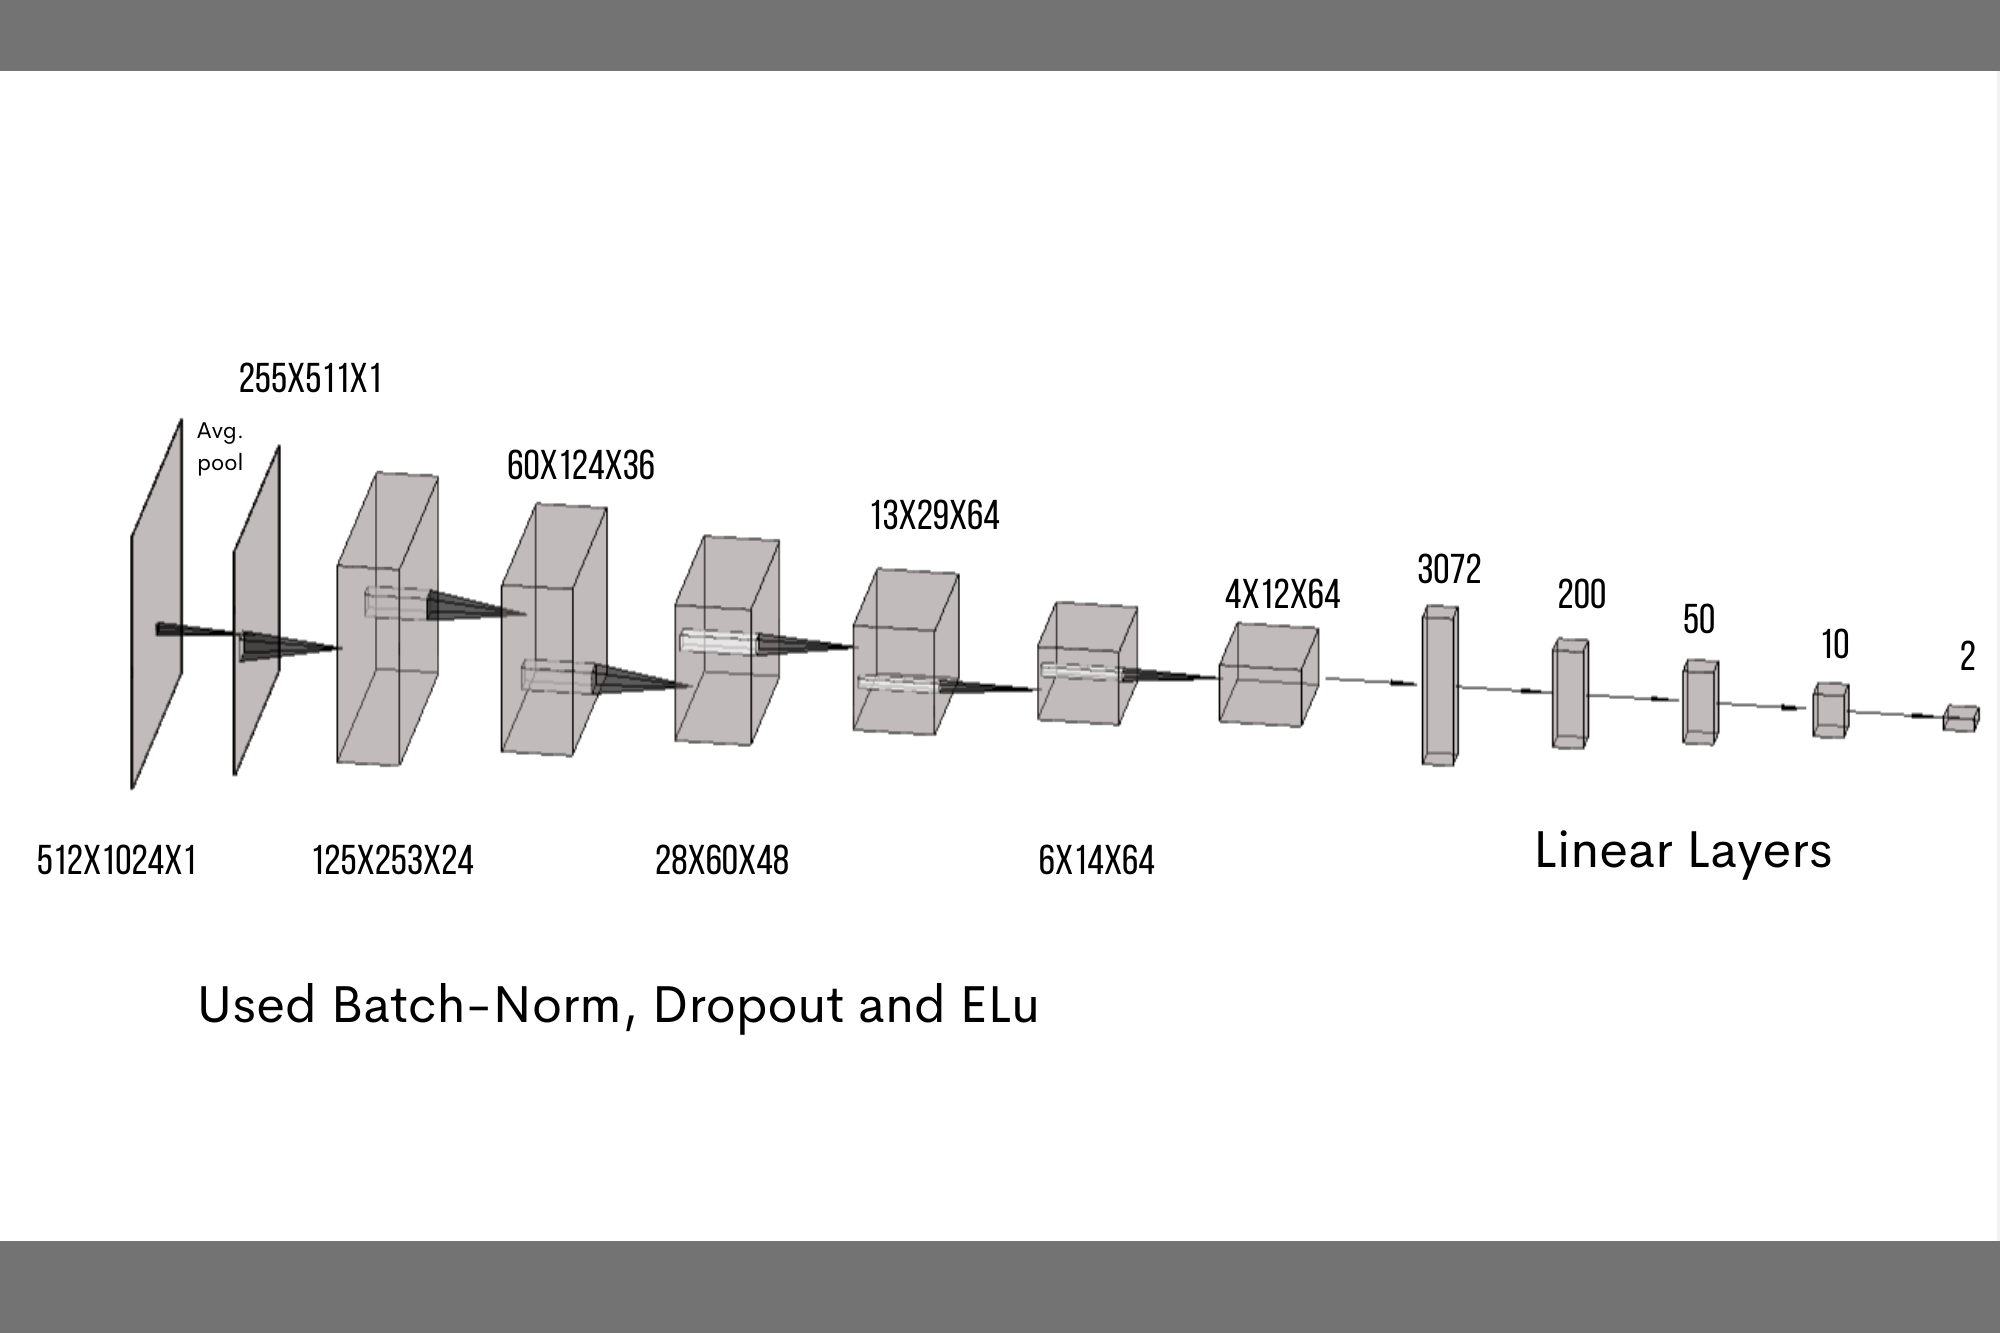 255X511X1
Avg.
pool
60X124X36
13X29X64
4X12X64
3072
200
50
10
2
512X1024X1
125X253X24
28X60X48
6X14X64
Linear Layers
Used Batch-Norm, Dropout and ELu